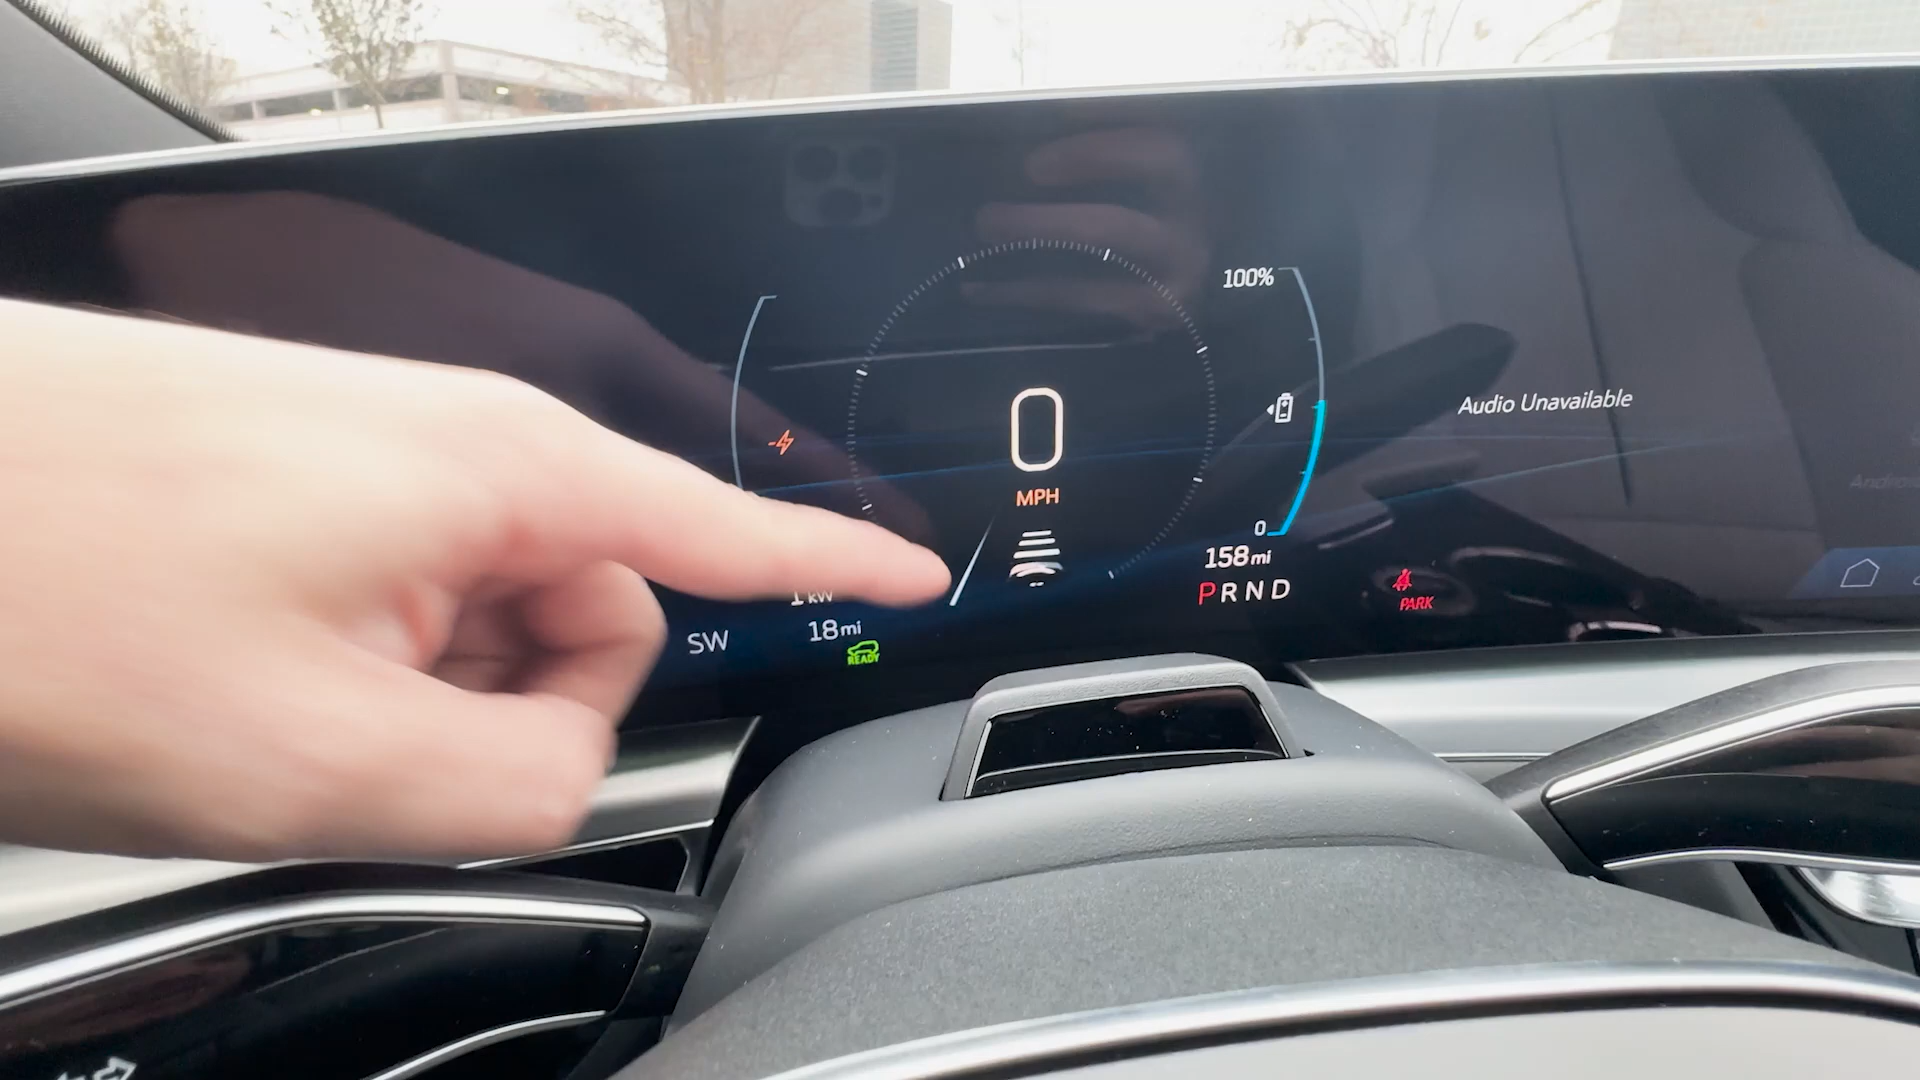 100%
0
Audio Unavailable
MPH
0
158mi
1 kW
PRND
PARK
18mi
SW
READY